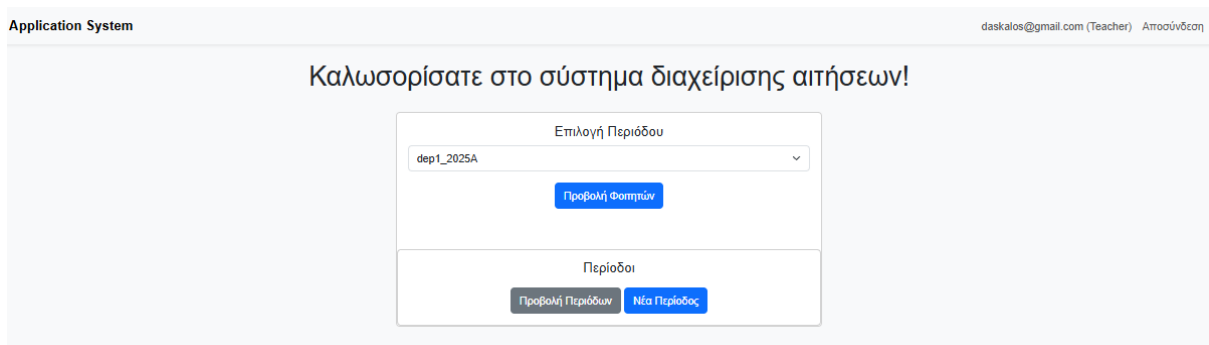 Application System
daskalos@gmail.com (Teacher) Αποσύνδεση
Καλωσορίσατε στο σύστημα διαχείρισης αιτήσεων!
Επιλογή Περιόδου
dep1_2025A
Προβολή Φοιτητών
Περίοδοι
Προβολή Περιόδων Νέα Περίοδος